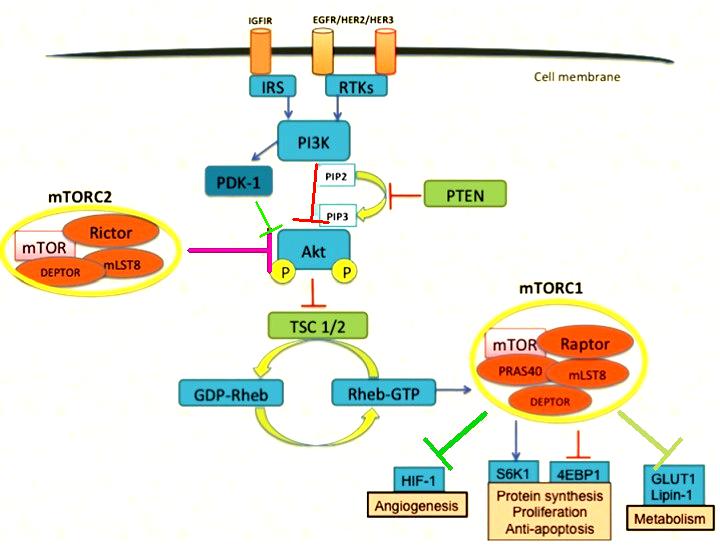 IGFIR
EGFR/HER2/HER3
Cell membrane
IRS
RTKs
PI3K
PDK-1
PIP2
PIP3
PTEN
mTORC2
Rictor
mTOR
mLST8
DEPTOR
Akt
P
P
TSC 1/2
mTORC1
mTOR
Raptor
PRAS40
mLST8
DEPTOR
GDP-Rheb
Rheb-GTP
HIF-1
Angiogenesis
S6K1
4EBP1
Protein synthesis
Proliferation
Anti-apoptosis
GLUT1
Lipin-1
Metabolism